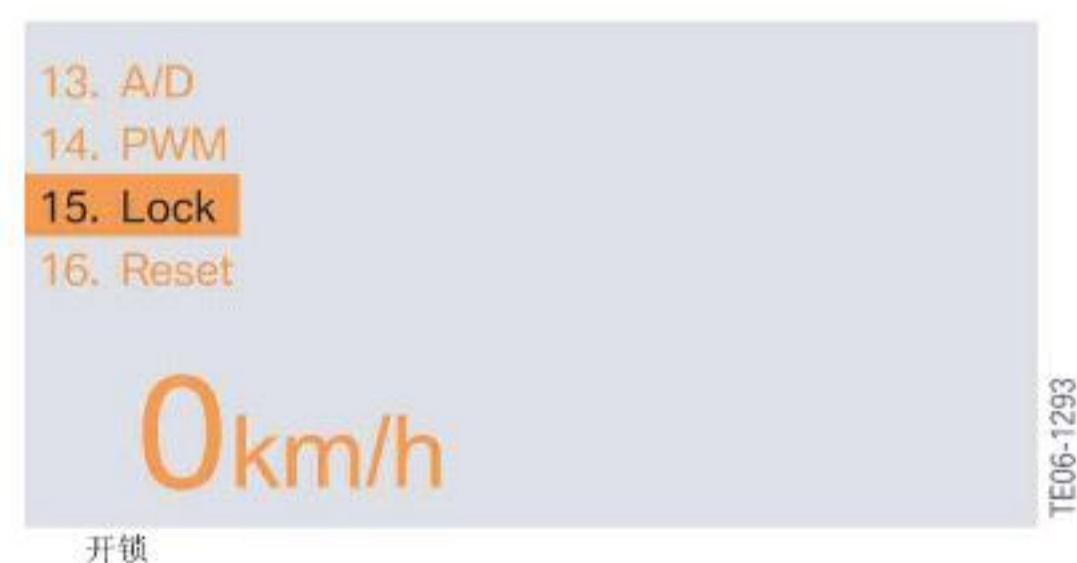 13. A/D
14. PWM
15. Lock
16. Reset
0km/h
TE06-1293
开锁